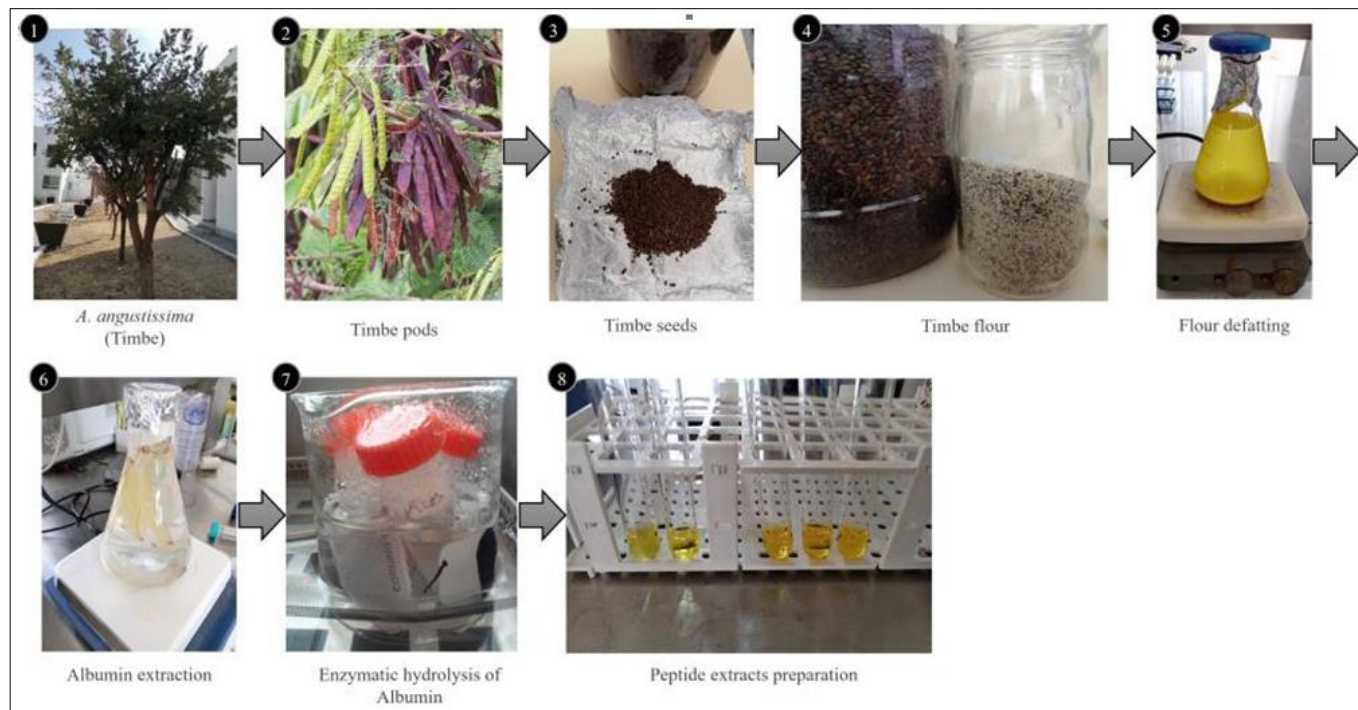 1
2
3
4
5
A. angustissima
(Timbe)
Timbe pods
Timbe seeds
Timbe flour
Flour defatting
6
7
8
Albumin extraction
Enzymatic hydrolysis of
Albumin
Peptide extracts preparation